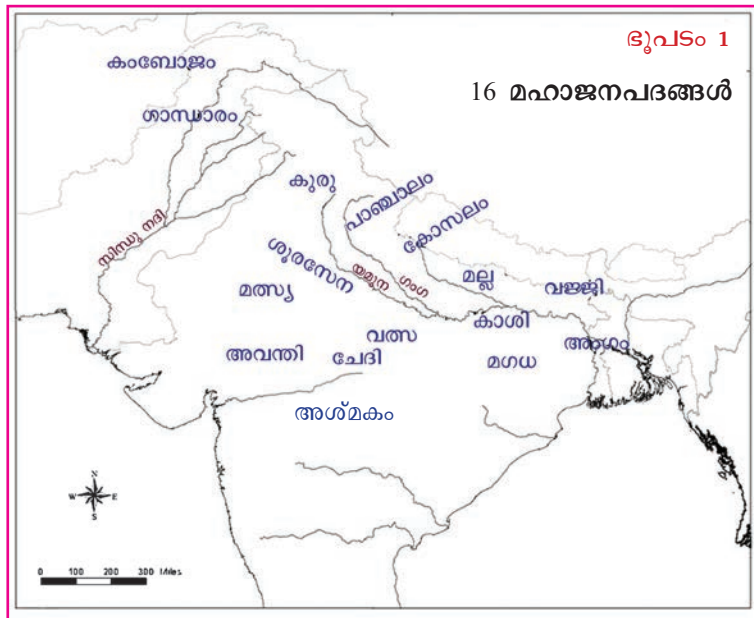 ഭൂപടം 1
16 മഹാജനപദങ്ങൾ
കംബോജം
ഗാന്ധാരം
കുരു
പാഞ്ചാലം
കോസലം
സിന്ധു നദി
ശൂരസേന
യമുന
ഗംഗ
മല്ല
വജ്ജി
മത്സ്യ
കാശി
വത്സ
അംഗം
അവന്തി
ചേദി
മഗധ
അശ്മകം
N
W E
S
0 100 200 300 Miles